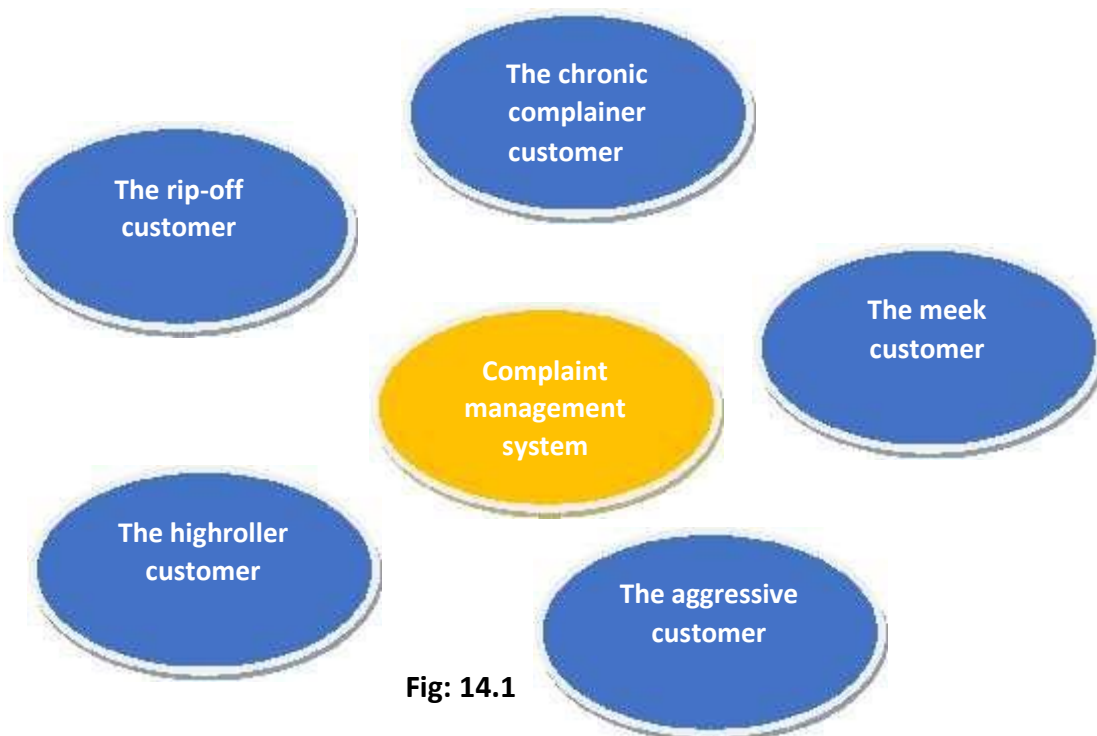 The chronic
complainer
customer
The rip-off
customer
The meek
customer
Complaint
management
system
The highroller
customer
The aggressive
customer
Fig: 14.1